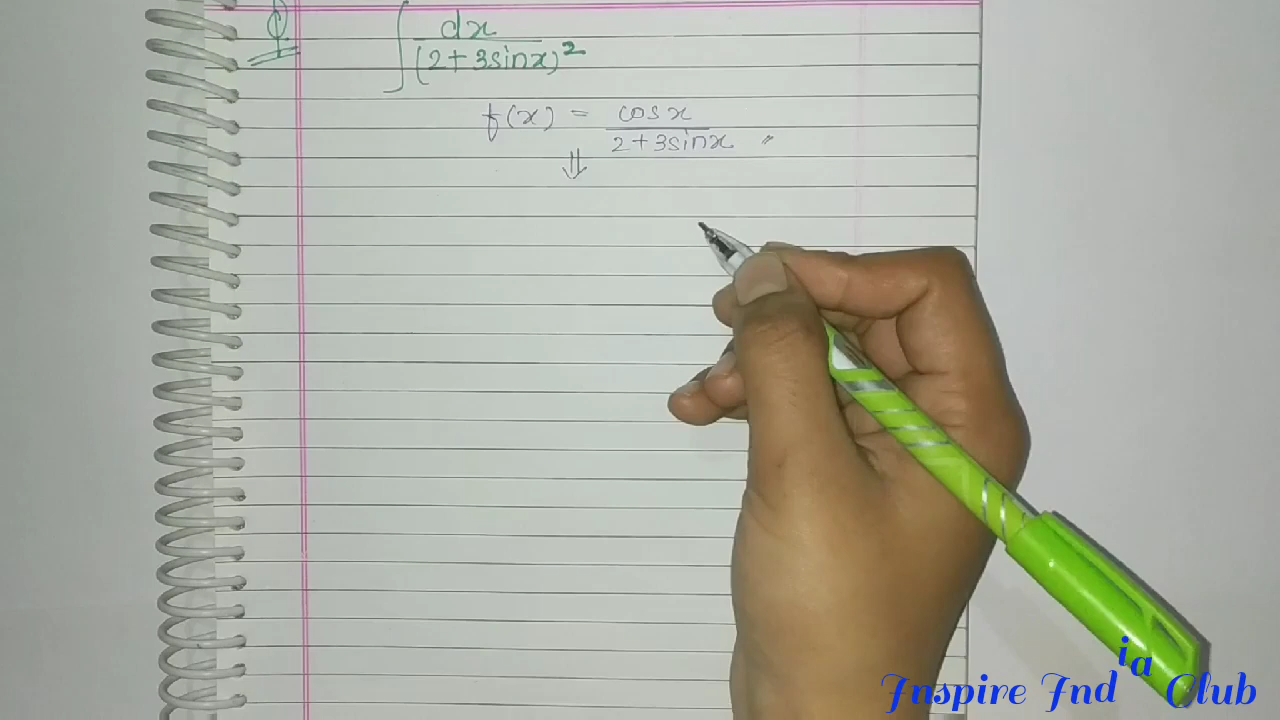 Q ∫ dx / (2+3sinx)²
f(x) = cosx / 2+3sinx
⇓
Inspire India Club